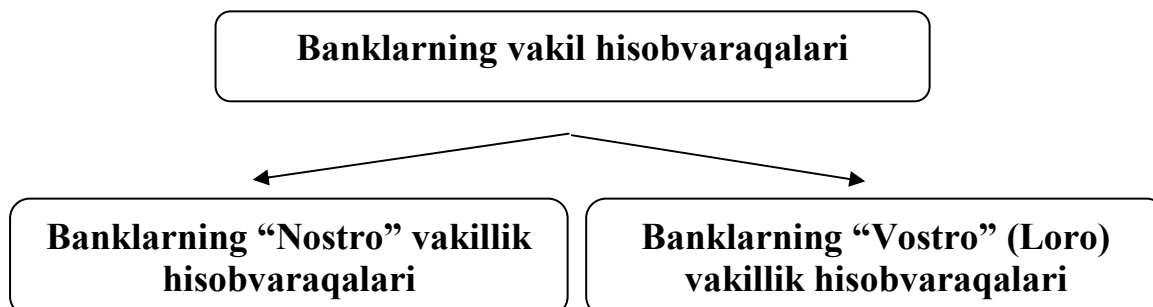 Banklarning vakil hisobvaraqalari
Banklarning “Nostro” vakillik
hisobvaraqalari
Banklarning “Vostro” (Loro)
vakillik hisobvaraqalari